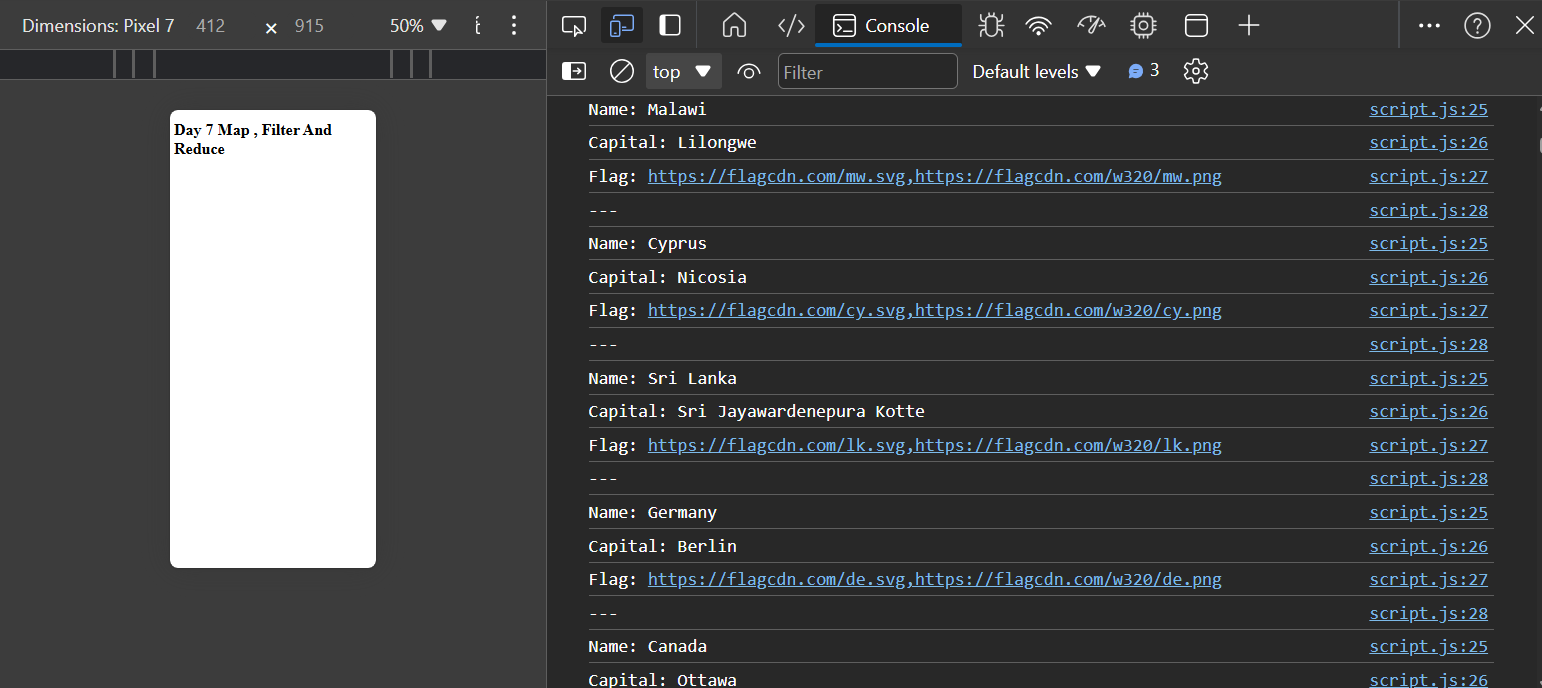 Dimensions: Pixel 7 412 × 915 50%
Console
top Filter Default levels 3
Day 7 Map , Filter And
Reduce
Name: Malawi script.js:25
Capital: Lilongwe script.js:26
Flag: https://flagcdn.com/mw.svg,https://flagcdn.com/w320/mw.png script.js:27
--- script.js:28
Name: Cyprus script.js:25
Capital: Nicosia script.js:26
Flag: https://flagcdn.com/cy.svg,https://flagcdn.com/w320/cy.png script.js:27
--- script.js:28
Name: Sri Lanka script.js:25
Capital: Sri Jayawardenepura Kotte script.js:26
Flag: https://flagcdn.com/lk.svg,https://flagcdn.com/w320/lk.png script.js:27
--- script.js:28
Name: Germany script.js:25
Capital: Berlin script.js:26
Flag: https://flagcdn.com/de.svg,https://flagcdn.com/w320/de.png script.js:27
--- script.js:28
Name: Canada script.js:25
Capital: Ottawa script.js:26